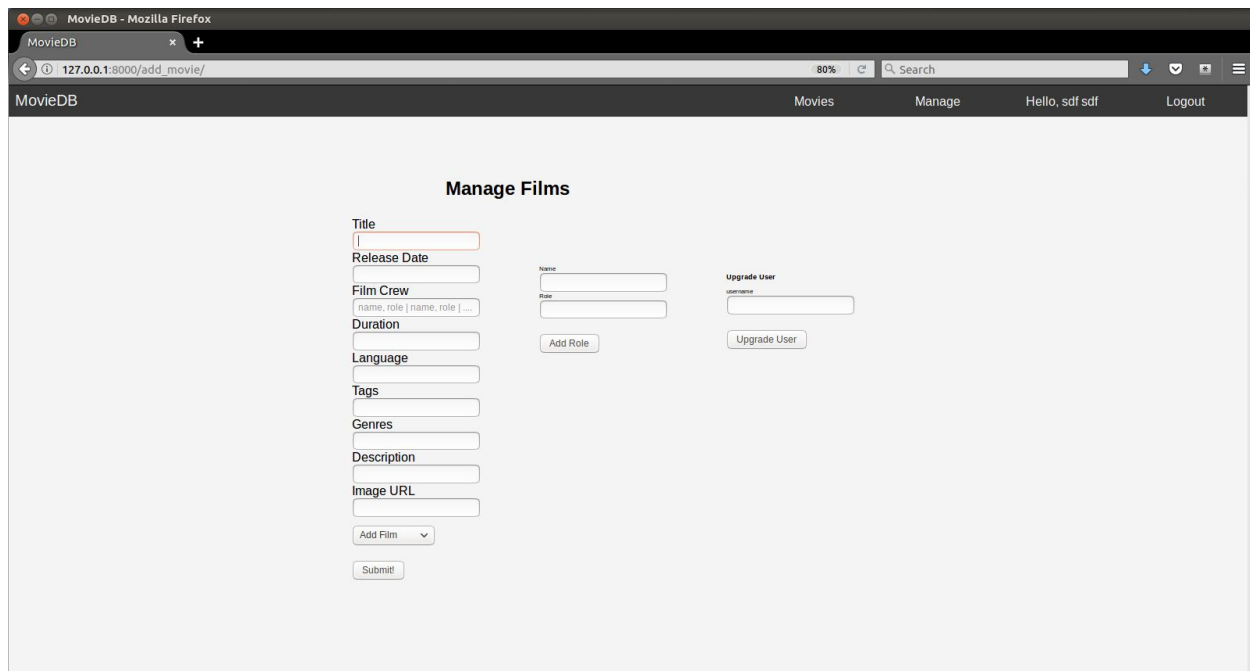 MovieDB - Mozilla Firefox
MovieDB
127.0.0.1:8000/add_movie/
80%
Search
MovieDB
Movies
Manage
Hello, sdf sdf
Logout
Manage Films
Title
Release Date
Film Crew
name, role | name, role | ....
Duration
Language
Tags
Genres
Description
Image URL
Add Film
Submit!
Name
Role
Add Role
Upgrade User
username
Upgrade User